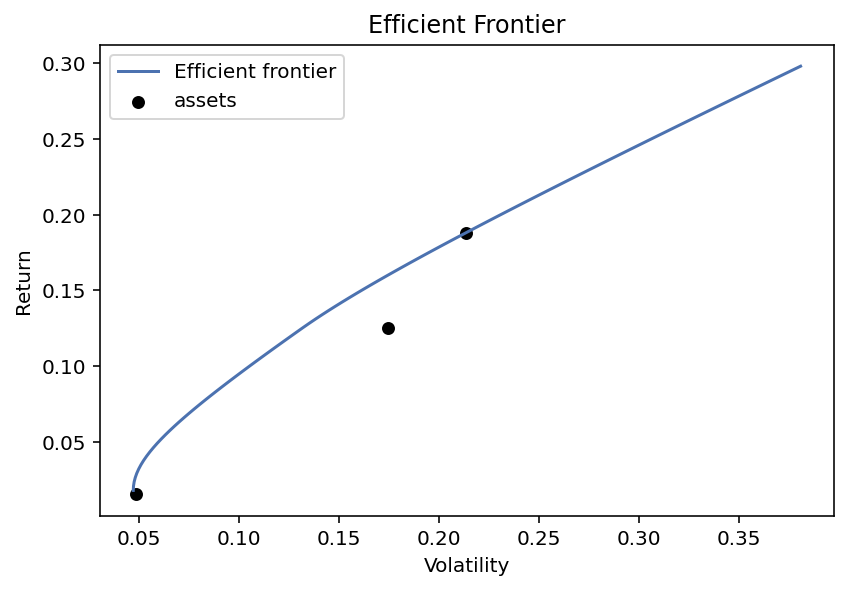 Efficient Frontier
Efficient frontier
assets
0.30
0.25
0.20
0.15
0.10
0.05
Return
0.05 0.10 0.15 0.20 0.25 0.30 0.35
Volatility